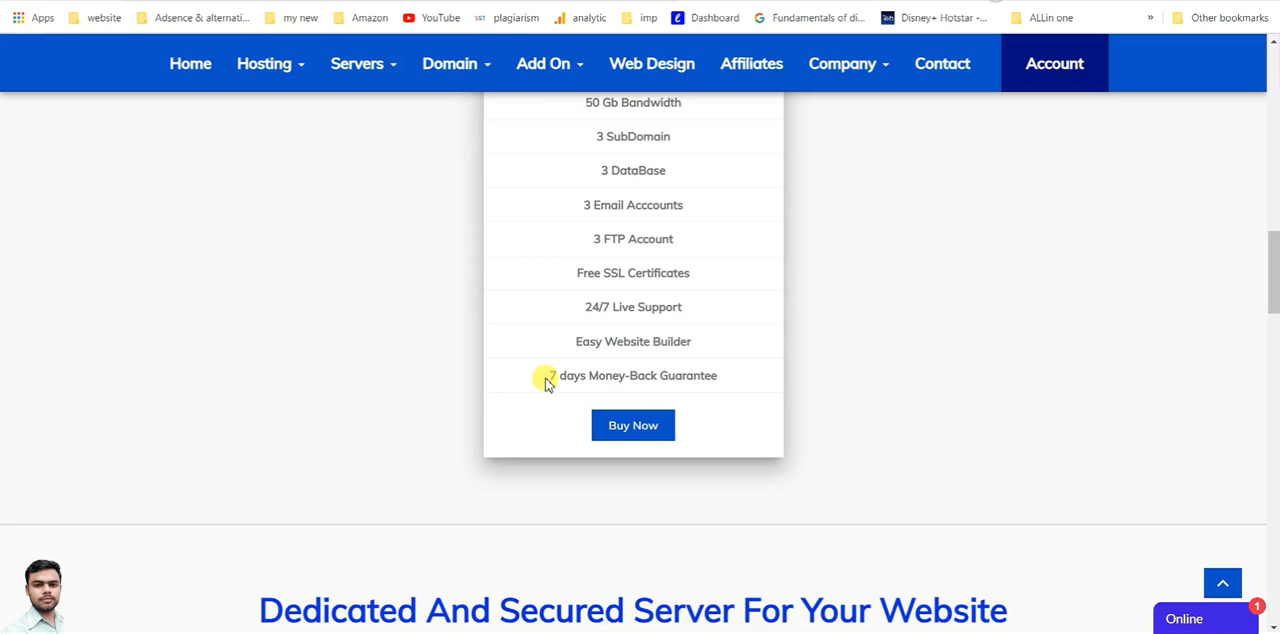 Apps website Adsence & alternati... my new Amazon YouTube SST plagiarism analytic imp Dashboard Fundamentals of di... Disney+ Hotstar -... ALLin one » Other bookmarks
Home Hosting Servers Domain Add On Web Design Affiliates Company Contact Account
50 Gb Bandwidth
3 SubDomain
3 DataBase
3 Email Acccounts
3 FTP Account
Free SSL Certificates
24/7 Live Support
Easy Website Builder
7 days Money-Back Guarantee
Buy Now
Dedicated And Secured Server For Your Website
1
Online